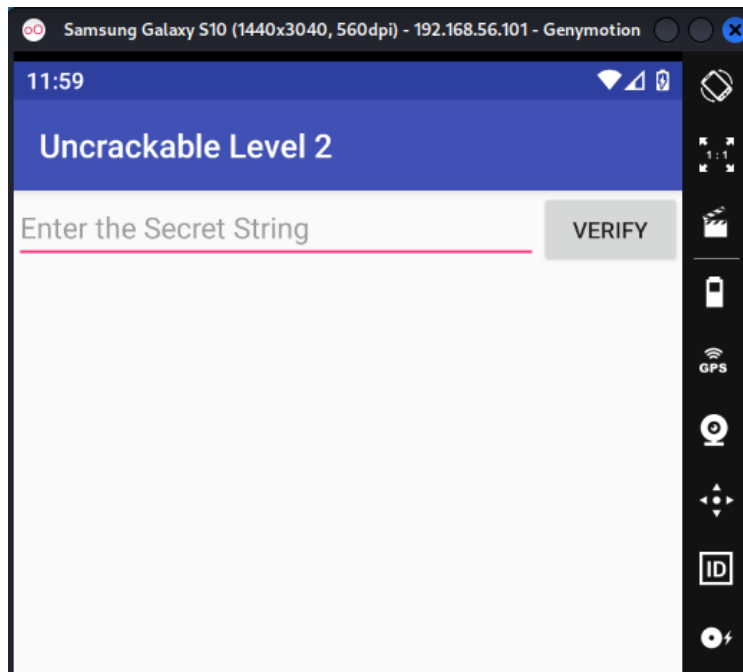 Samsung Galaxy S10 (1440x3040, 560dpi) - 192.168.56.101 - Genymotion
11:59
Uncrackable Level 2
1:1
Enter the Secret String
VERIFY
GPS
ID